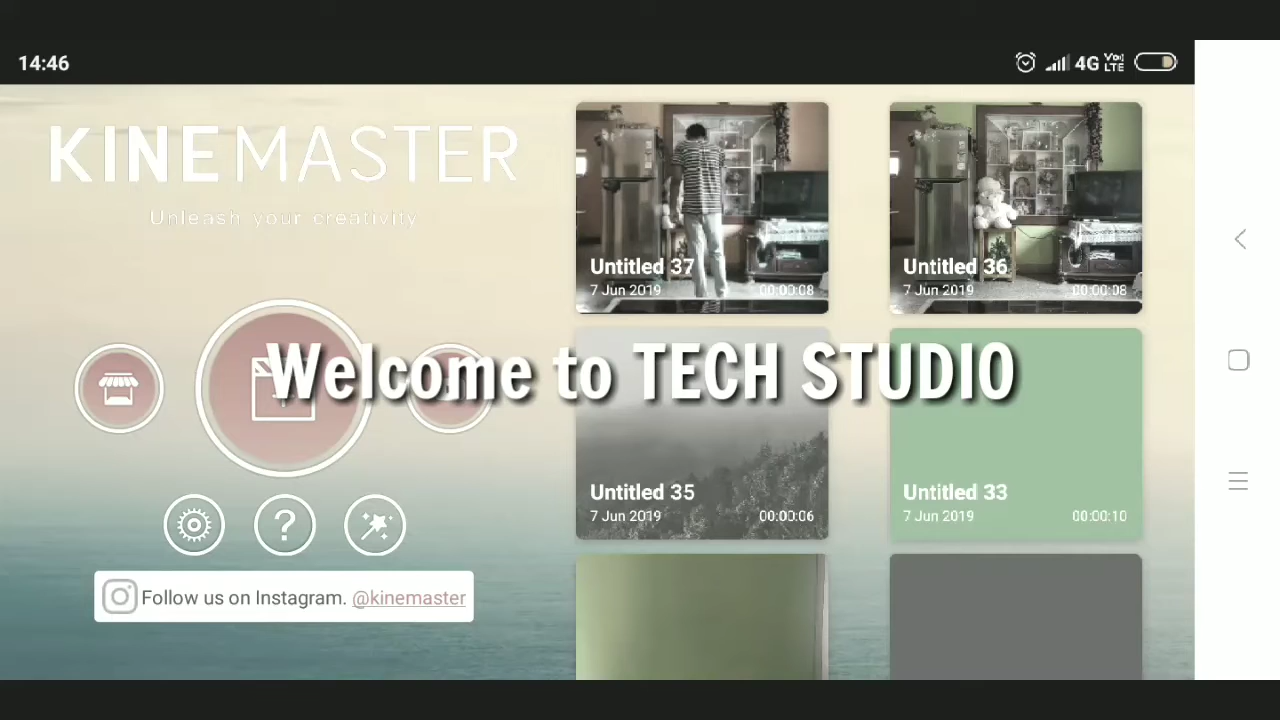 14:46
4G VoLTE
KINEMASTER
Unleash your creativity
Untitled 37
7 Jun 2019 00:00:08
Untitled 36
7 Jun 2019 00:00:08
Welcome to TECH STUDIO
Untitled 35
7 Jun 2019 00:00:06
Untitled 33
7 Jun 2019 00:00:10
?
Follow us on Instagram. @kinemaster